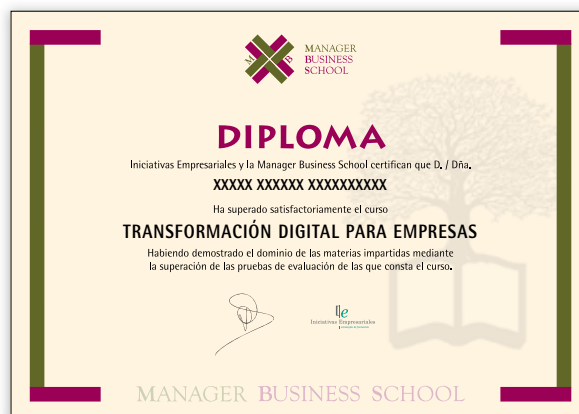 M B
MANAGER
BUSINESS
SCHOOL
DIPLOMA
Iniciativas Empresariales y la Manager Business School certifican que D. / Dña.
XXXXX XXXXXX XXXXXXXXXX
Ha superado satisfactoriamente el curso
TRANSFORMACIÓN DIGITAL PARA EMPRESAS
Habiendo demostrado el dominio de las materias impartidas mediante
la superación de las pruebas de evaluación de las que consta el curso.
Iniciativas Empresariales
MANAGER BUSINESS SCHOOL